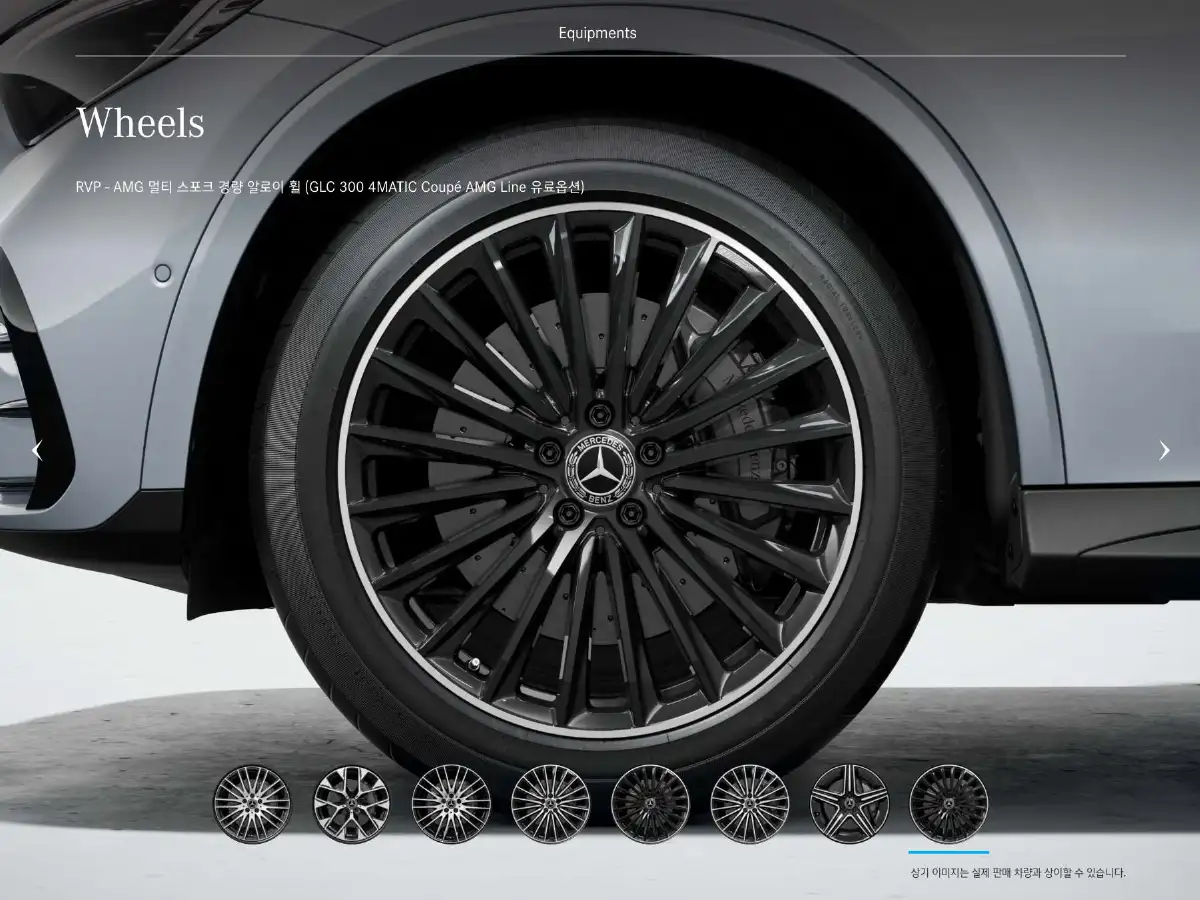 Equipments
Wheels
RVP - AMG 멀티 스포크 경량 알로이 휠 (GLC 300 4MATIC Coupé AMG Line 유료옵션)
MERCEDES
BENZ
상기 이미지는 실제 판매 차량과 상이할 수 있습니다.